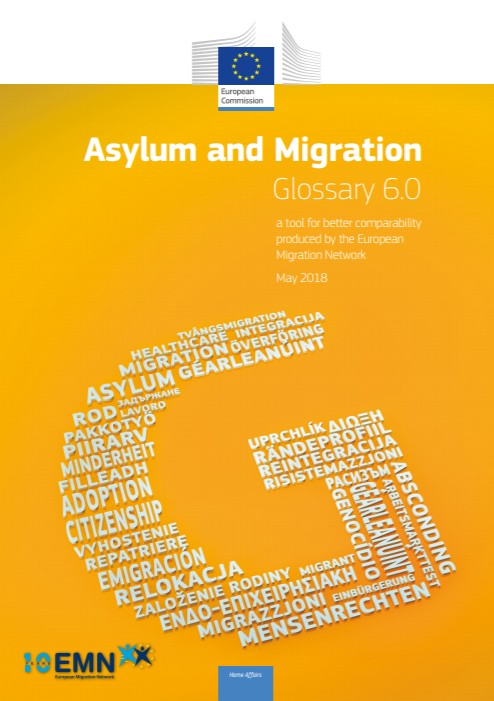 European
Commission
Asylum and Migration
Glossary 6.0
a tool for better comparability
produced by the European
Migration Network
May 2018
TVÅNGSMIGRATION
HEALTHCARE INTEGRACIJA
MIGRATION ÖVERFÖRING
ASYLUM GÉARLEANÚINT
ROD ЗАДЪРЖАНЕ
LAVORO
PAKKOTYÖ
PIIRARV
MINDERHEIT
FILLEADH
ADOPTION
CITIZENSHIP
VYHOSTENIE
REPATRIERE
EMIGRACIÓN
RELOKACJA
ZALOŽENIE RODINY MIGRANT
ΕΝΔΟ-ΕΠΙΧΕΙΡΗΣΙΑΚΗ
MIGRAZZJONI EINBÜRGERUNG
MENSENRECHTEN
UPRCHLÍK ΔΙΩΞΗ
RÄNDEPROFIIL
REINTEGRACIJA
RISISTEMAZZJONI
РАСИЗЪМ
ABSCONDING
ARBEITSMARKTTEST
GÉARLEANÚINT
GENOCIDIO
10 EMN
European Migration Network
Home Affairs